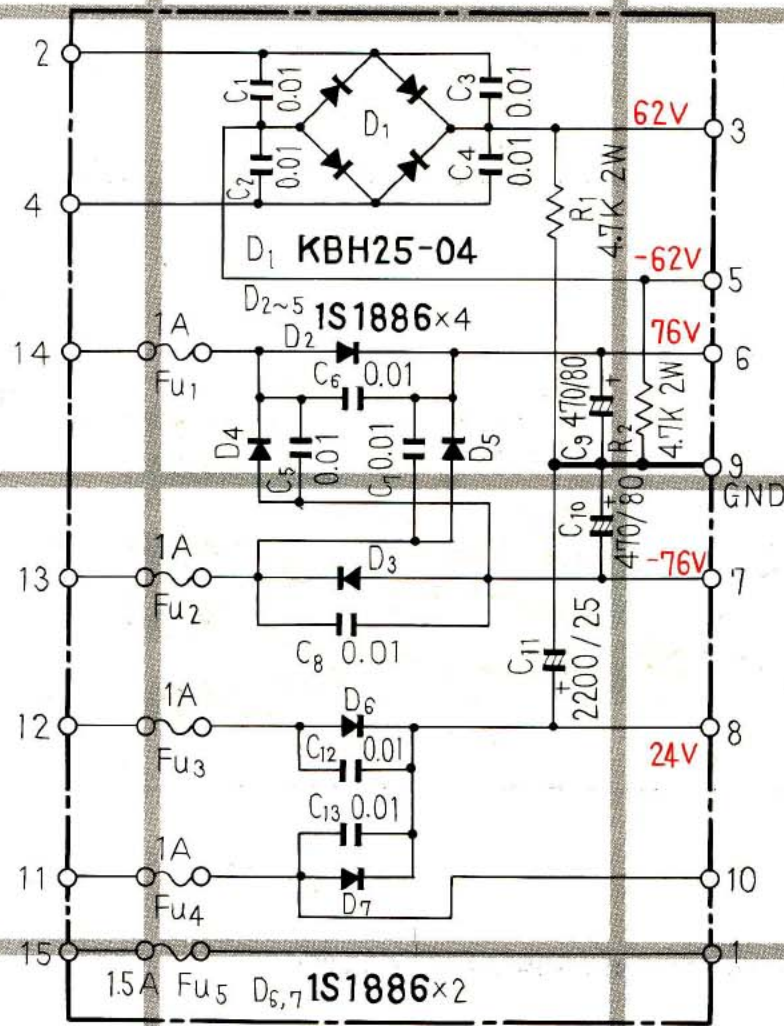 2
C1 0.01
C3 0.01
D1
62V
3
C2 0.01
C4 0.01
R1 4.7K 2W
4
D1 KBH25-04
-62V
5
D2~5 1S1886×4
76V
1A
D2
14
6
Fu1
C6 0.01
470/80
+
R2 4.7K 2W
D4
C5 0.01
C7 0.01
D5
C9
9
GND
C10 470/80
+
1A
D3
-76V
13
7
Fu2
C8 0.01
C11 2200/25
+
1A
D6
12
8
Fu3
C12 0.01
24V
C13 0.01
1A
11
10
Fu4
D7
15
1
1.5A Fu5 D6,7 1S1886×2